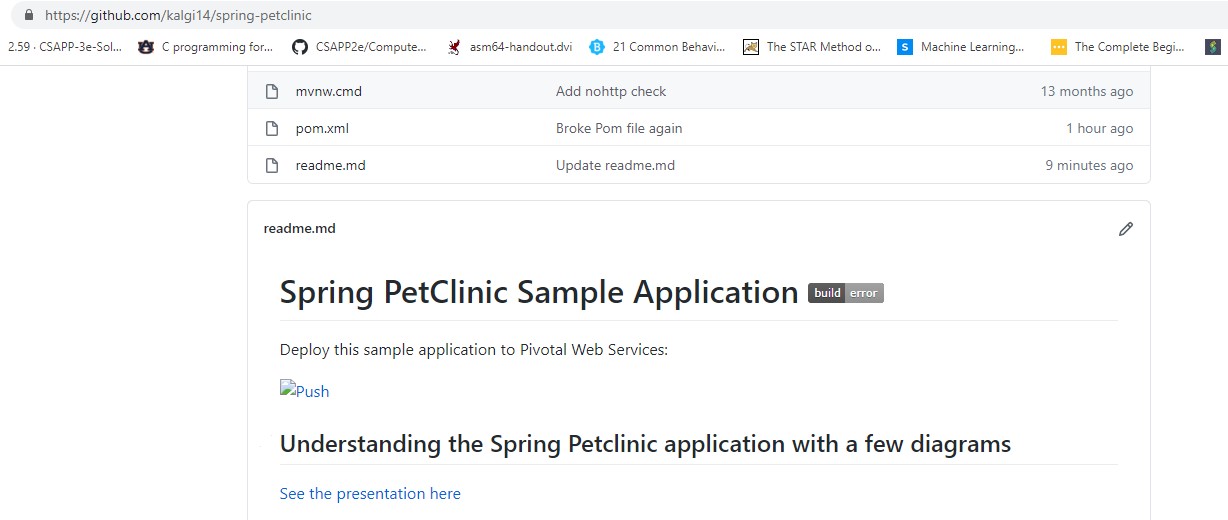 https://github.com/kalgi14/spring-petclinic
2.59 · CSAPP-3e-Sol... C programming for... CSAPP2e/Compute... asm64-handout.dvi 21 Common Behavi... The STAR Method o... Machine Learning... The Complete Begi...
mvnw.cmd Add nohttp check 13 months ago
pom.xml Broke Pom file again 1 hour ago
readme.md Update readme.md 9 minutes ago
readme.md
Spring PetClinic Sample Application build error
Deploy this sample application to Pivotal Web Services:
Push
Understanding the Spring Petclinic application with a few diagrams
See the presentation here